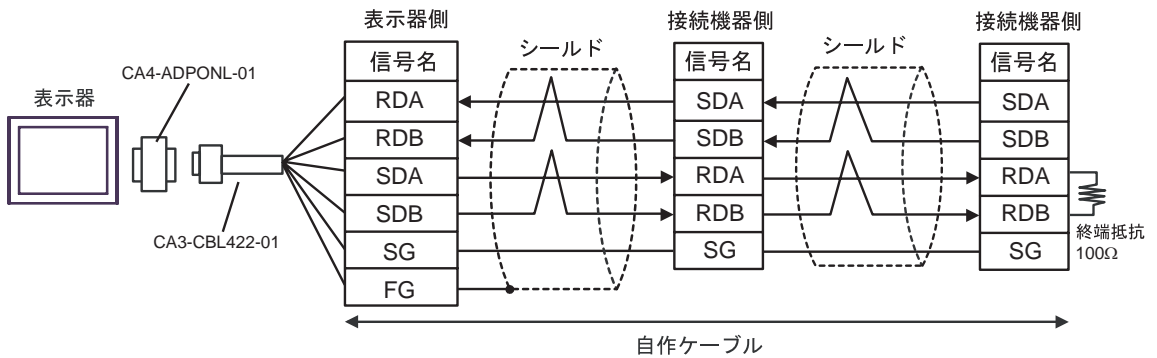 表示器
CA4-ADPONL-01
CA3-CBL422-01
表示器側
信号名
RDA
RDB
SDA
SDB
SG
FG
シールド
接続機器側
信号名
SDA
SDB
RDA
RDB
SG
シールド
接続機器側
信号名
SDA
SDB
RDA
RDB
SG
終端抵抗
100Ω
自作ケーブル